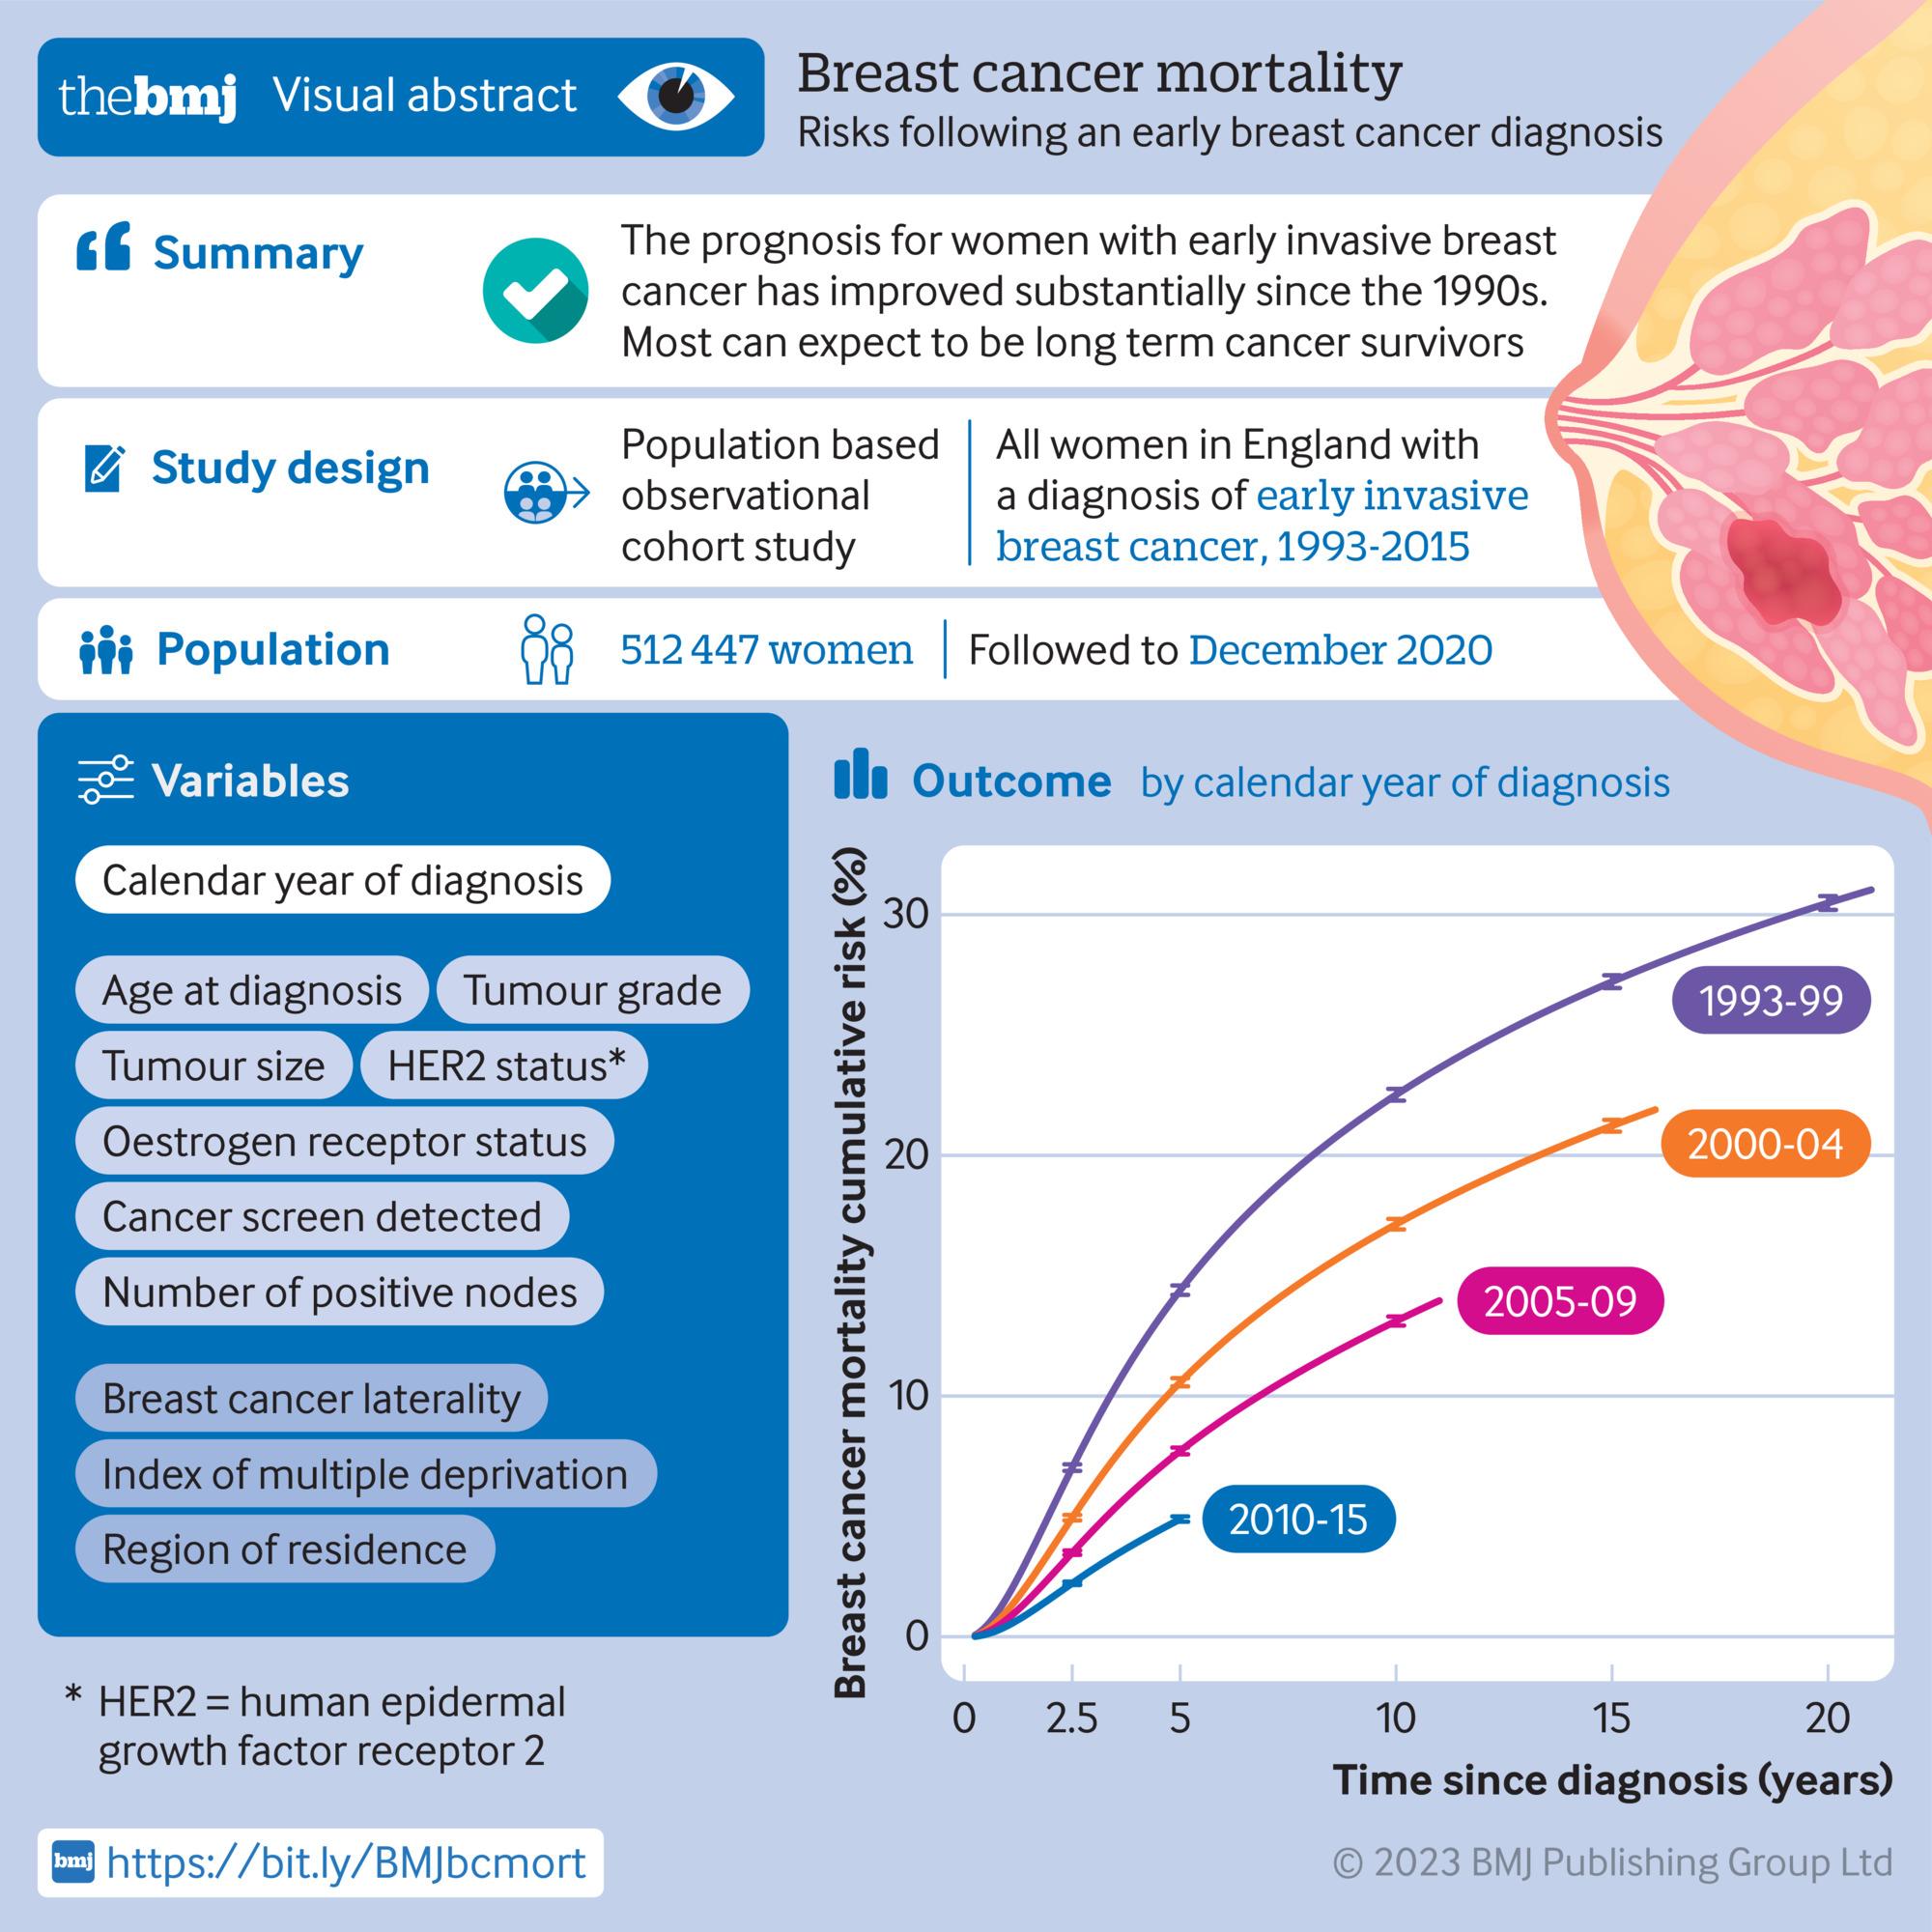 thebmj Visual abstract
Breast cancer mortality
Risks following an early breast cancer diagnosis
Summary
The prognosis for women with early invasive breast
cancer has improved substantially since the 1990s.
Most can expect to be long term cancer survivors
Study design
Population based
observational
cohort study
All women in England with
a diagnosis of early invasive
breast cancer, 1993-2015
Population
512 447 women
Followed to December 2020
Variables
Calendar year of diagnosis
Age at diagnosis
Tumour grade
Tumour size
HER2 status*
Oestrogen receptor status
Cancer screen detected
Number of positive nodes
Breast cancer laterality
Index of multiple deprivation
Region of residence
* HER2 = human epidermal
growth factor receptor 2
Outcome by calendar year of diagnosis
Breast cancer mortality cumulative risk (%)
30
20
10
0
1993-99
2000-04
2005-09
2010-15
0 2.5 5 10 15 20
Time since diagnosis (years)
bmj https://bit.ly/BMJbcmort
© 2023 BMJ Publishing Group Ltd